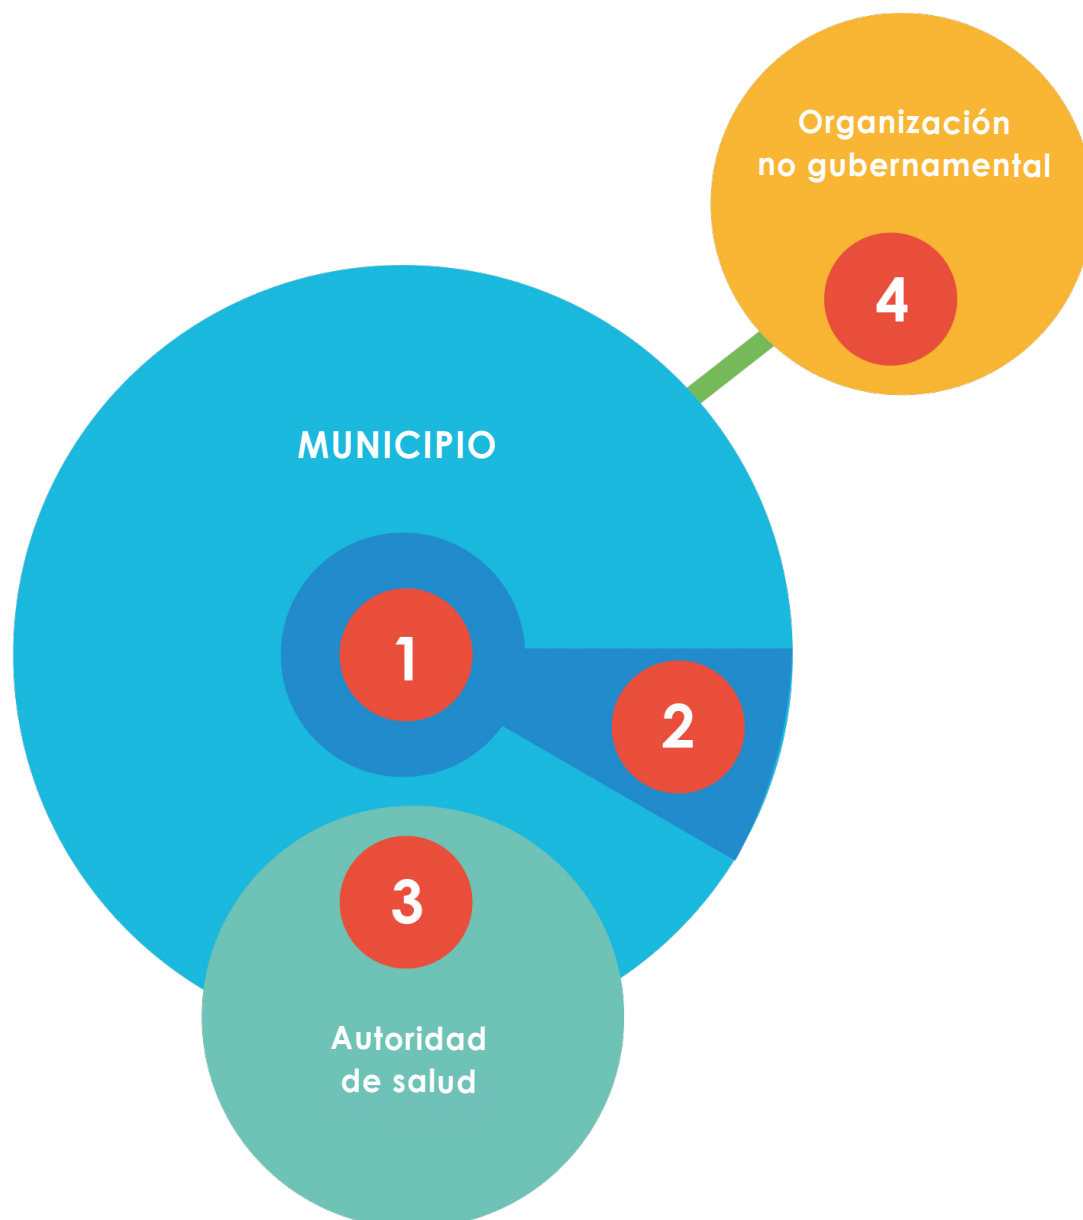 Organización
no gubernamental
4
MUNICIPIO
1
2
3
Autoridad
de salud